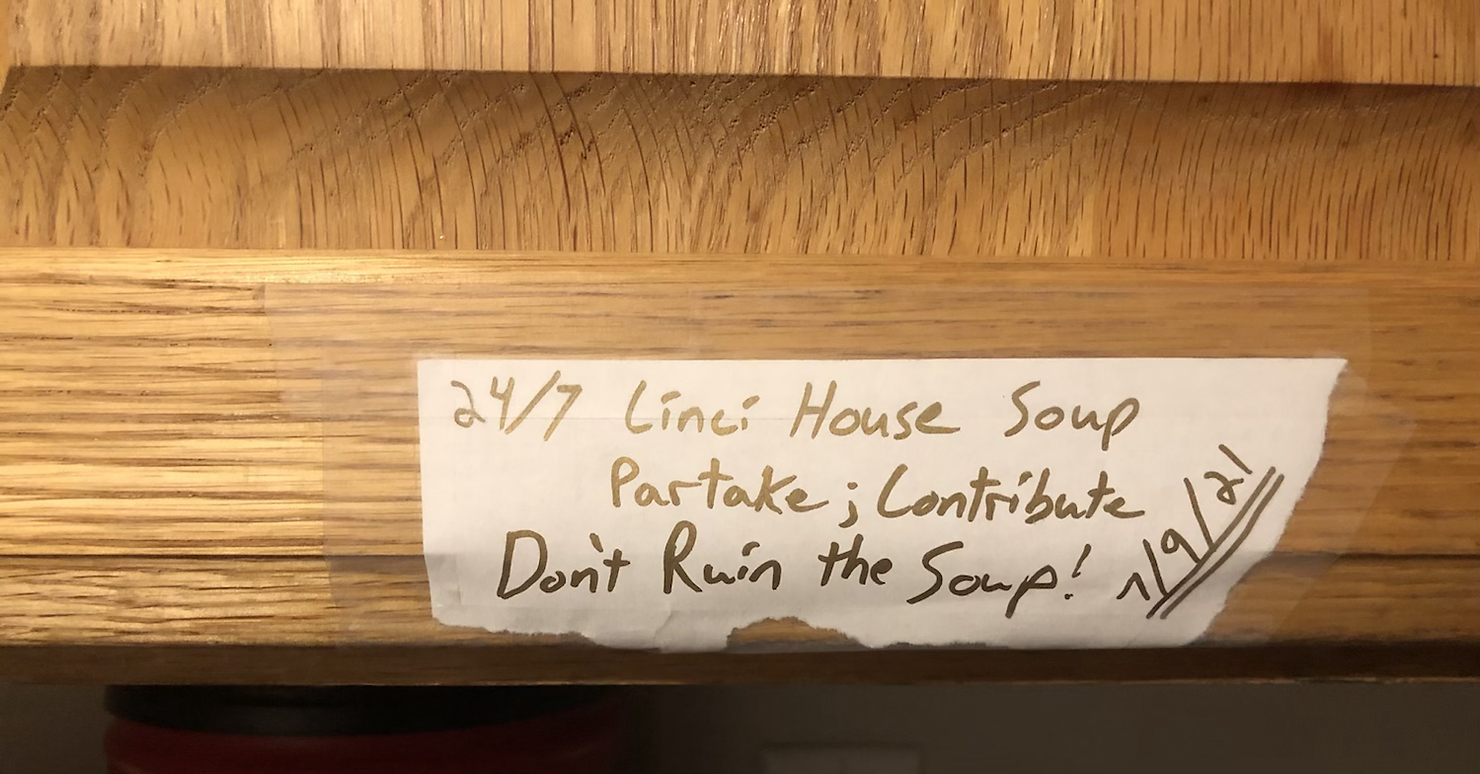 24/7 Linci House Soup
Partake; Contribute
Don't Ruin the Soup! 1/9/21